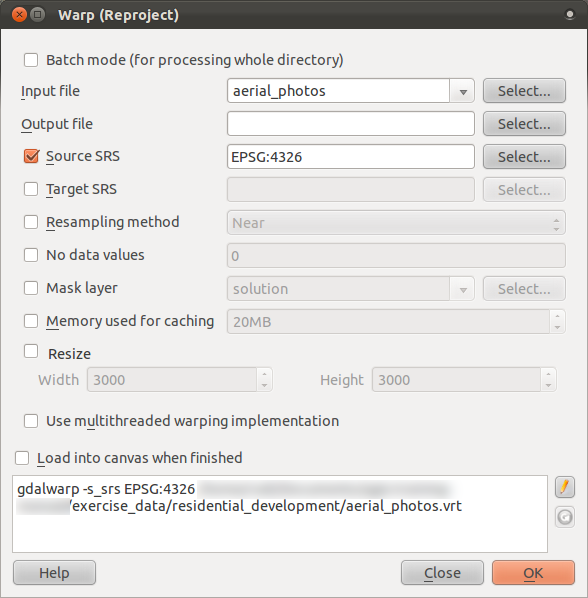 Warp (Reproject)
Batch mode (for processing whole directory)
Input file aerial_photos Select...
Output file Select...
Source SRS EPSG:4326 Select...
Target SRS Select...
Resampling method Near
No data values 0
Mask layer solution Select...
Memory used for caching 20MB
Resize
Width 3000 Height 3000
Use multithreaded warping implementation
Load into canvas when finished
gdalwarp -s_srs EPSG:4326
/exercise_data/residential_development/aerial_photos.vrt
Help Close OK